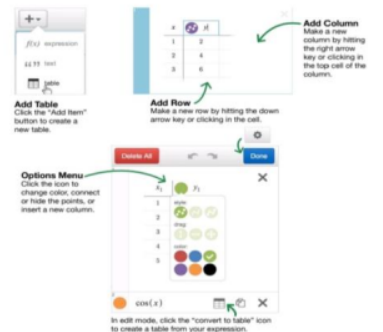 f(x) expression
text
table
Add Table
Click the "Add Item"
button to create a
new table.
x y₁
1 2
2 4
3 6
Add Row
Make a new row by hitting the down
arrow key or clicking in the cell.
Add Column
Make a new
column by hitting
the right arrow
key or clicking in
the top cell of the
column.
Delete All
Done
Options Menu
Click the icon to
change color, connect
or hide the points, or
insert a new column.
x₁ y₁
1 style:
2
3 drag:
4
5 color:
cos(x)
In edit mode, click the "convert to table" icon
to create a table from your expression.